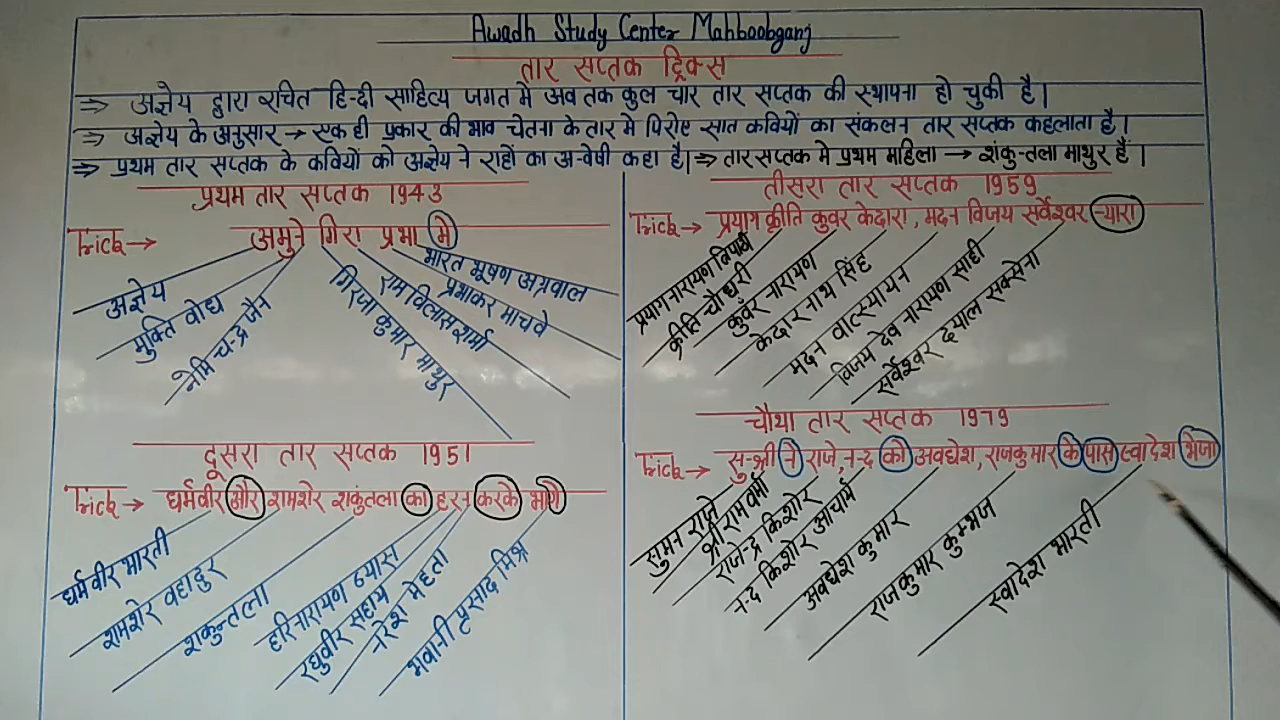 Awadh Study Center Mahboobganj
तार सप्तक ट्रिक्स
⇒ अज्ञेय द्वारा रचित हिन्दी साहित्य जगत मे अब तक कुल चार तार सप्तक की स्थापना हो चुकी है।
⇒ अज्ञेय के अनुसार → एक ही प्रकार की भाव चेतना के तार मे पिरोए सात कवियों का संकलन तार सप्तक कहलाता है।
⇒ प्रथम तार सप्तक के कवियों को अज्ञेय ने राहों का अन्वेषी कहा है। ⇒ तार सप्तक मे प्रथम महिला → शंकुन्तला माथुर है।
प्रथम तार सप्तक 1943
Trick → अमुने गिरा प्रभा मे
अज्ञेय
मुक्ति वोध
नेमिचन्द्र जैन
गिरजा कुमार माथुर
राम विलास शर्मा
प्रभाकर माचवे
भारत भूषण अग्रवाल
दूसरा तार सप्तक 1951
Trick → धर्मवीर और शमशेर शकुंतला का हरन करके भागे
धर्मवीर भारती
शमशेर वहादुर
शकुन्तला
हरिनारायण व्यास
रघुवीर सहाय
नरेश मेहता
भवानी प्रसाद मिश्र
तीसरा तार सप्तक 1959
Trick → प्रयाग क्रीति कुवर केदारा, मदन विजय सर्वेश्वर न्यारा
प्रयागनारायण त्रिपाठी
क्रीति चौधरी
कुवँर नारायण
केदार नाथ सिंह
मदन वात्स्यायन
विजय देव नारायण साही
सर्वेश्वर दयाल सक्सेना
चौथा तार सप्तक 1979
Trick → सु-श्री ने राजे, नन्द को अवधेश, राजकुमार के पास स्वादेश भेजा
सुमन राजे
श्री राम वर्मा
राजेन्द्र किशोर
नन्द किशोर आचार्य
अवधेश कुमार
राजकुमार कुम्भज
स्वादेश भारती